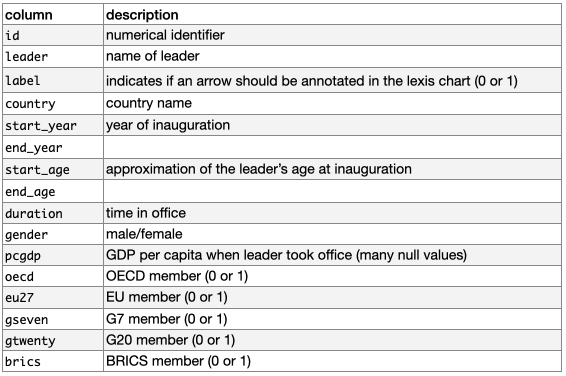 column description
id numerical identifier
leader name of leader
label indicates if an arrow should be annotated in the lexis chart (0 or 1)
country country name
start_year year of inauguration
end_year
start_age approximation of the leader's age at inauguration
end_age
duration time in office
gender male/female
pcgdp GDP per capita when leader took office (many null values)
oecd OECD member (0 or 1)
eu27 EU member (0 or 1)
gseven G7 member (0 or 1)
gtwenty G20 member (0 or 1)
brics BRICS member (0 or 1)